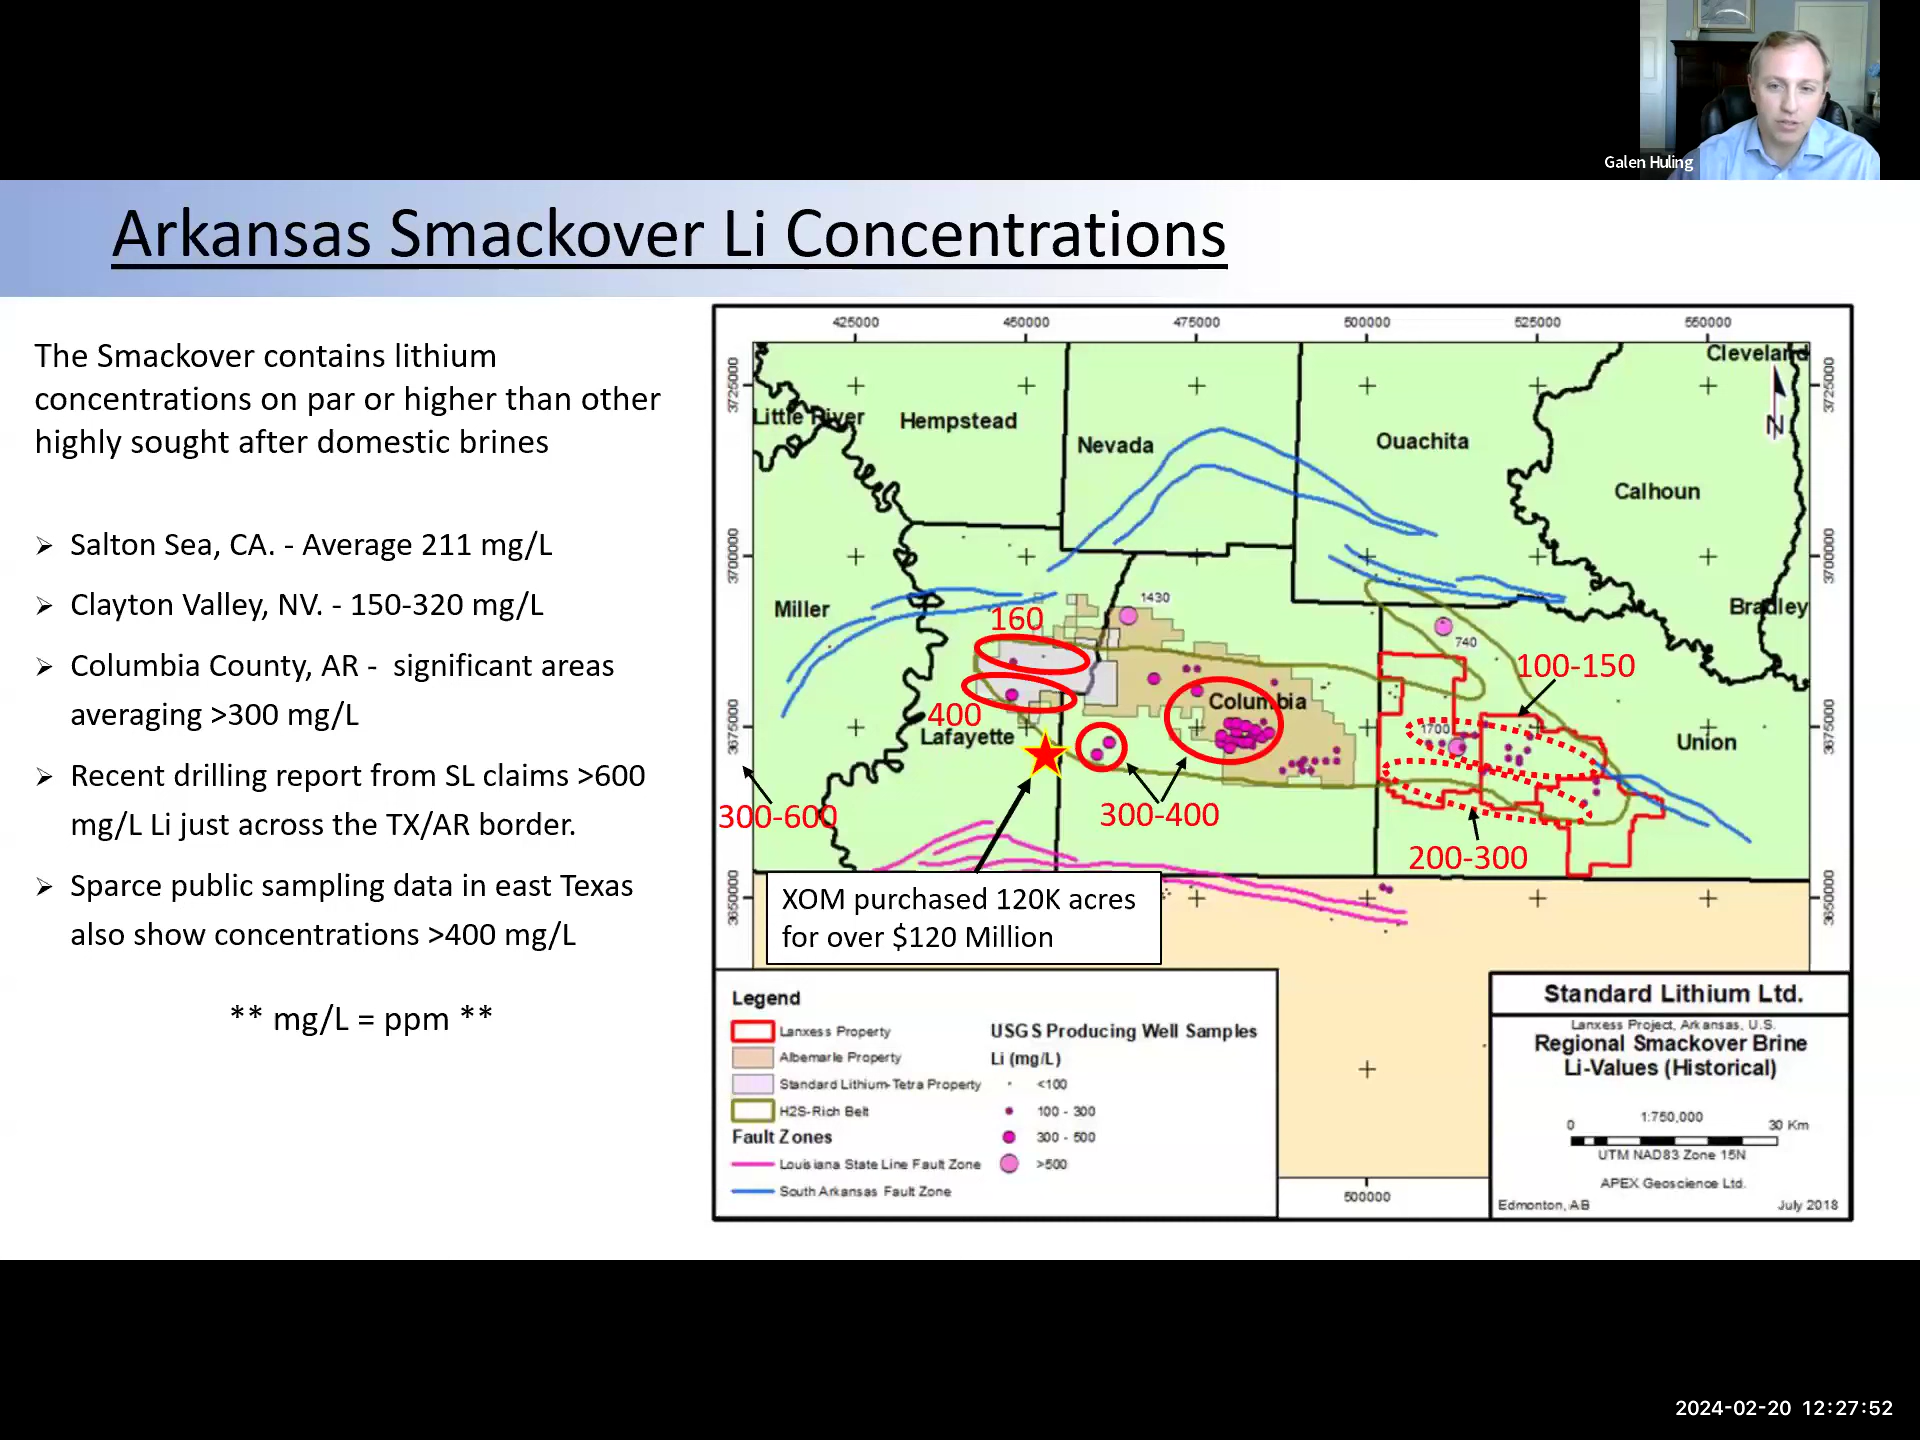 Galen Huling
Arkansas Smackover Li Concentrations
The Smackover contains lithium
concentrations on par or higher than other
highly sought after domestic brines
➢ Salton Sea, CA. - Average 211 mg/L
➢ Clayton Valley, NV. - 150-320 mg/L
➢ Columbia County, AR - significant areas
averaging >300 mg/L
➢ Recent drilling report from SL claims >600
mg/L Li just across the TX/AR border.
➢ Sparce public sampling data in east Texas
also show concentrations >400 mg/L
** mg/L = ppm **
425000 450000 475000 500000 525000 550000
3725000
3700000
3675000
3650000
3725000
3700000
3675000
3650000
Cleveland
N
Little River
Hempstead
Nevada
Ouachita
Calhoun
Miller
Bradley
1430
160
740
100-150
Columbia
400
Lafayette
1700
Union
300-600
300-400
200-300
XOM purchased 120K acres
for over $120 Million
Legend
Lanxess Property
Albemarle Property
Standard Lithium-Tetra Property
H2S-Rich Belt
Fault Zones
Louisiana State Line Fault Zone
South Arkansas Fault Zone
USGS Producing Well Samples
Li (mg/L)
<100
100 - 300
300 - 500
>500
500000
Standard Lithium Ltd.
Lanxess Project, Arkansas, U.S.
Regional Smackover Brine
Li-Values (Historical)
1:750,000
0 30 Km
UTM NAD83 Zone 15N
APEX Geoscience Ltd.
Edmonton, AB July 2018
2024-02-20 12:27:52